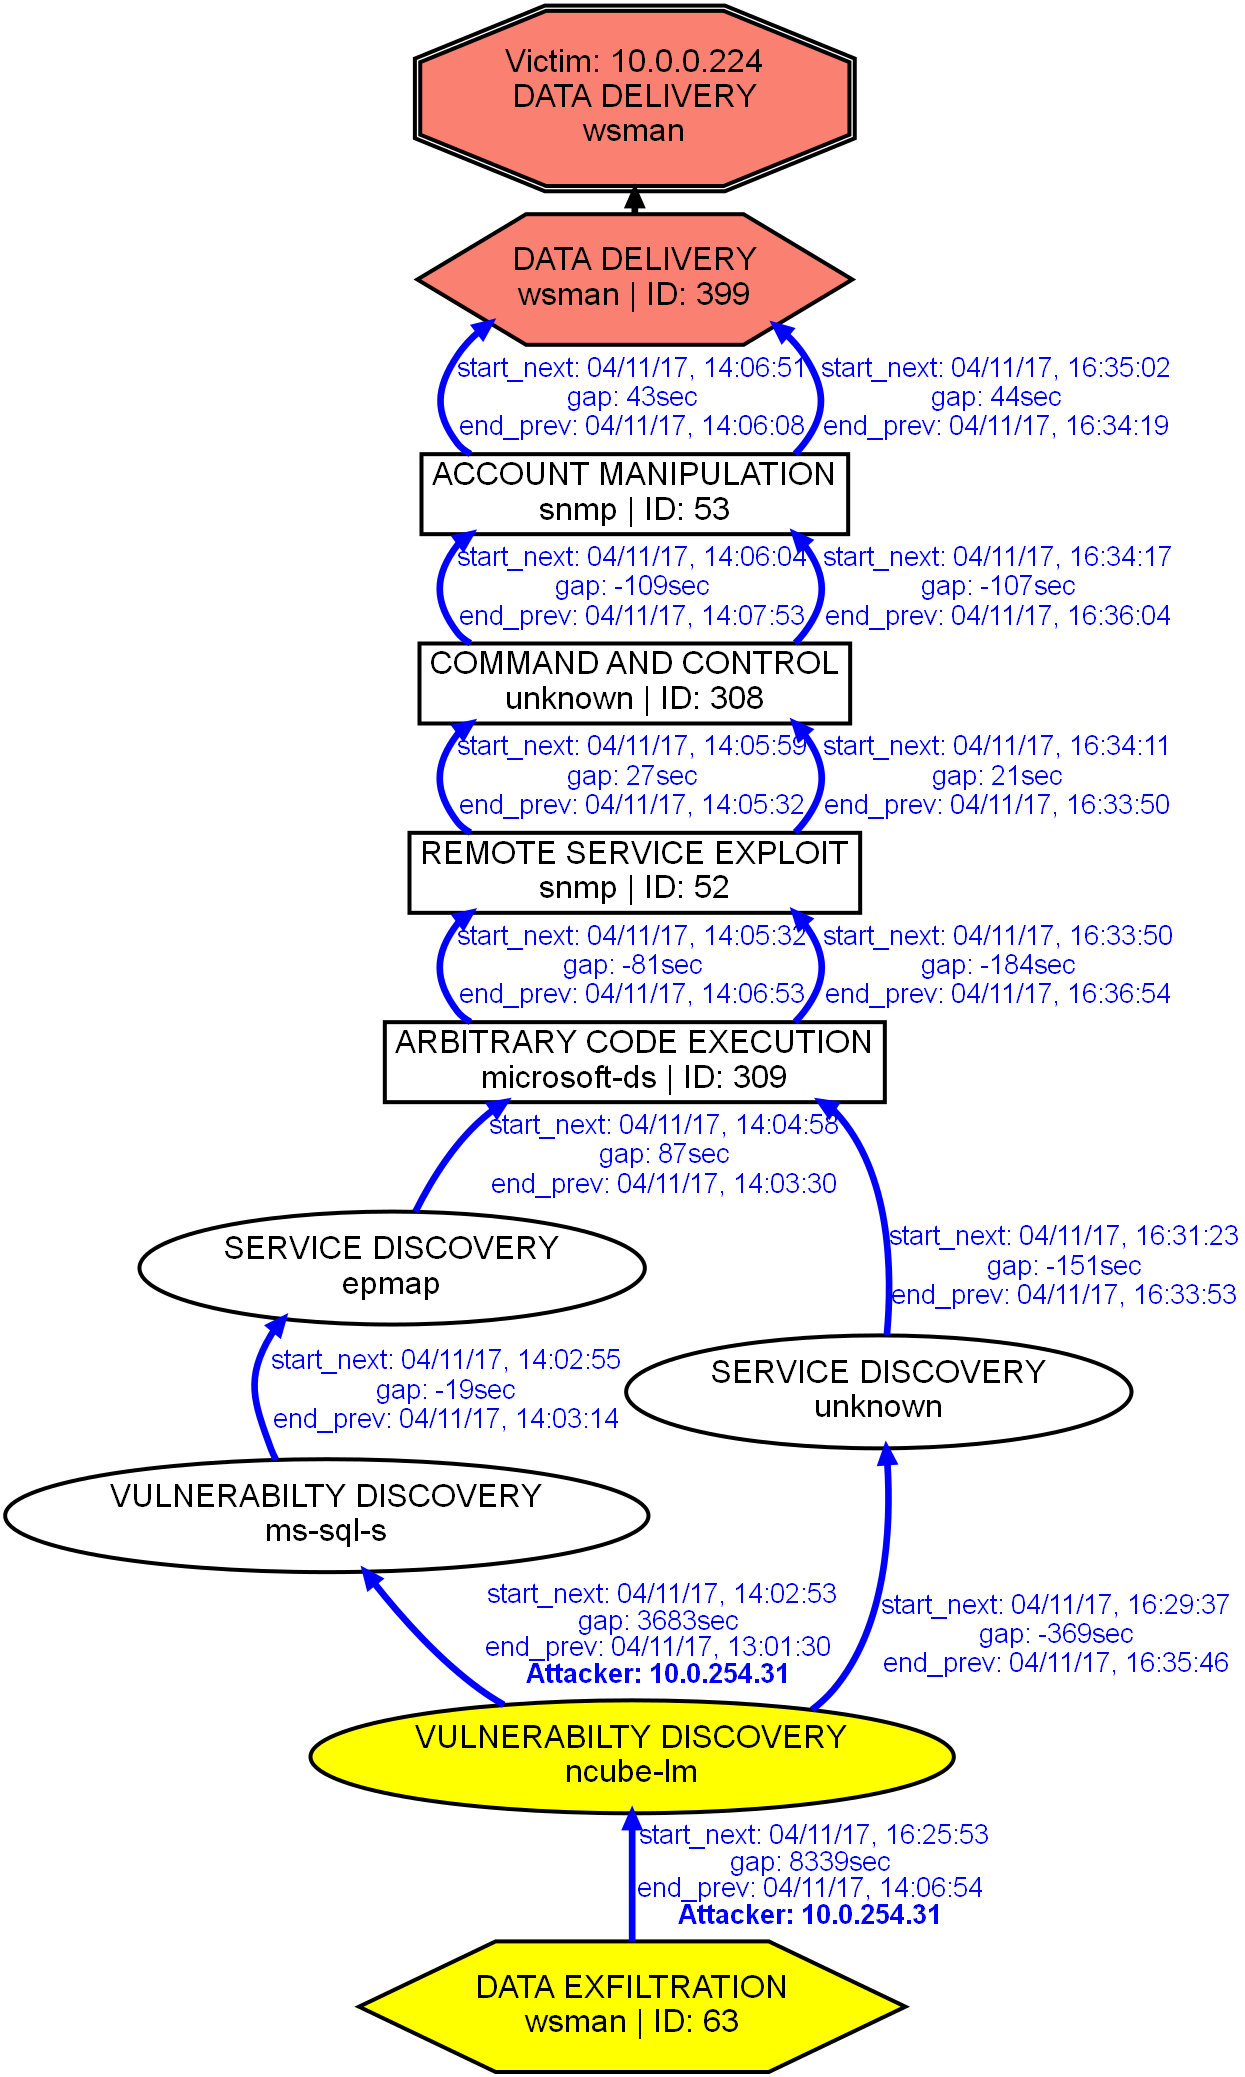 Victim: 10.0.0.224
DATA DELIVERY
wsman
DATA DELIVERY
wsman | ID: 399
start_next: 04/11/17, 14:06:51
gap: 43sec
end_prev: 04/11/17, 14:06:08
start_next: 04/11/17, 16:35:02
gap: 44sec
end_prev: 04/11/17, 16:34:19
ACCOUNT MANIPULATION
snmp | ID: 53
start_next: 04/11/17, 14:06:04
gap: -109sec
end_prev: 04/11/17, 14:07:53
start_next: 04/11/17, 16:34:17
gap: -107sec
end_prev: 04/11/17, 16:36:04
COMMAND AND CONTROL
unknown | ID: 308
start_next: 04/11/17, 14:05:59
gap: 27sec
end_prev: 04/11/17, 14:05:32
start_next: 04/11/17, 16:34:11
gap: 21sec
end_prev: 04/11/17, 16:33:50
REMOTE SERVICE EXPLOIT
snmp | ID: 52
start_next: 04/11/17, 14:05:32
gap: -81sec
end_prev: 04/11/17, 14:06:53
start_next: 04/11/17, 16:33:50
gap: -184sec
end_prev: 04/11/17, 16:36:54
ARBITRARY CODE EXECUTION
microsoft-ds | ID: 309
start_next: 04/11/17, 14:04:58
gap: 87sec
end_prev: 04/11/17, 14:03:30
SERVICE DISCOVERY
epmap
start_next: 04/11/17, 16:31:23
gap: -151sec
end_prev: 04/11/17, 16:33:53
start_next: 04/11/17, 14:02:55
gap: -19sec
end_prev: 04/11/17, 14:03:14
SERVICE DISCOVERY
unknown
VULNERABILTY DISCOVERY
ms-sql-s
start_next: 04/11/17, 14:02:53
gap: 3683sec
end_prev: 04/11/17, 13:01:30
Attacker: 10.0.254.31
start_next: 04/11/17, 16:29:37
gap: -369sec
end_prev: 04/11/17, 16:35:46
VULNERABILTY DISCOVERY
ncube-lm
start_next: 04/11/17, 16:25:53
gap: 8339sec
end_prev: 04/11/17, 14:06:54
Attacker: 10.0.254.31
DATA EXFILTRATION
wsman | ID: 63